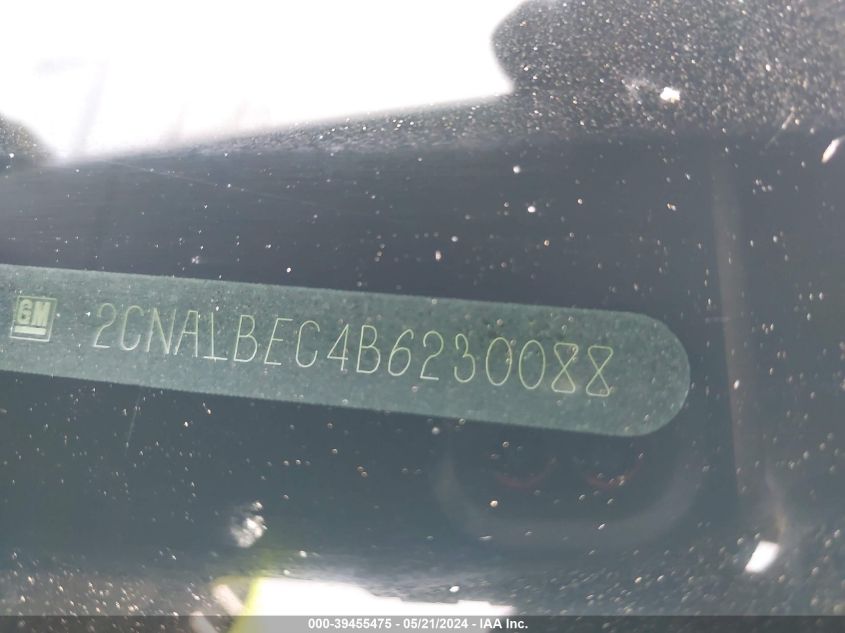 GM 2CNALBEC4B6230088
000-39455475 - 05/21/2024 - IAA Inc.